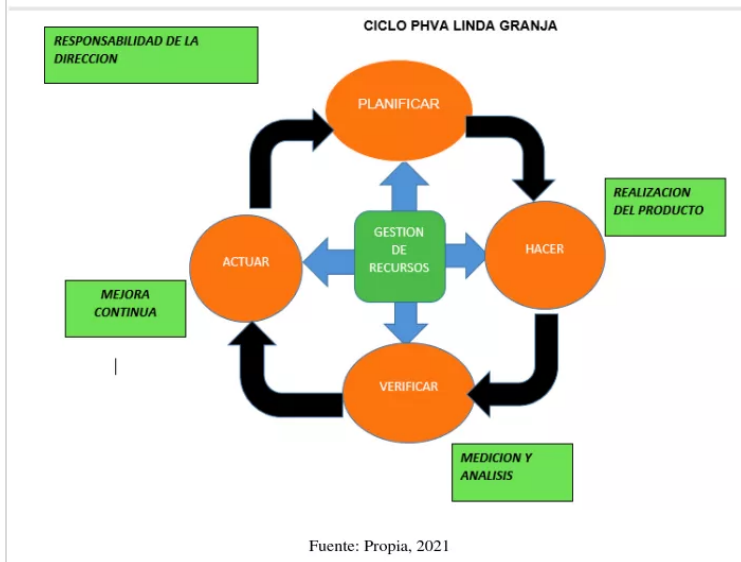 CICLO PHVA LINDA GRANJA
RESPONSABILIDAD DE LA
DIRECCION
PLANIFICAR
REALIZACION
DEL PRODUCTO
GESTION
DE
RECURSOS
HACER
ACTUAR
MEJORA
CONTINUA
VERIFICAR
MEDICION Y
ANALISIS
Fuente: Propia, 2021